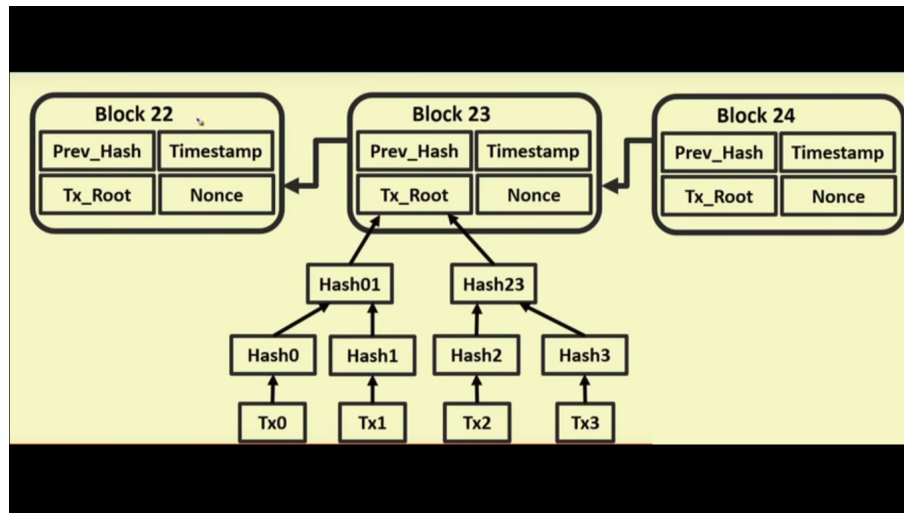 Block 22
Prev_Hash Timestamp
Tx_Root Nonce
Block 23
Prev_Hash Timestamp
Tx_Root Nonce
Block 24
Prev_Hash Timestamp
Tx_Root Nonce
Hash01 Hash23
Hash0 Hash1 Hash2 Hash3
Tx0 Tx1 Tx2 Tx3